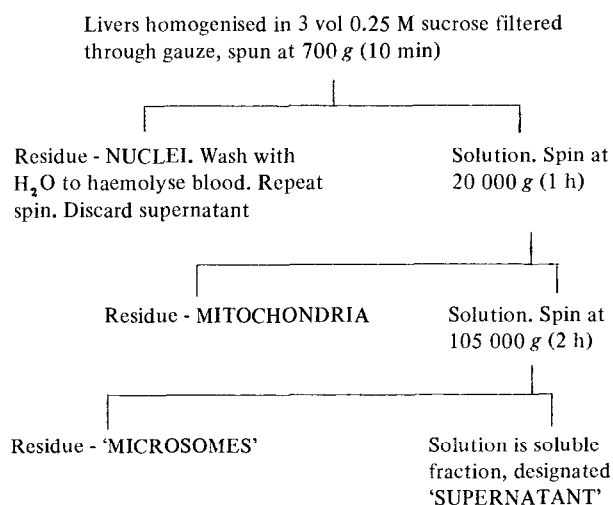 Livers homogenised in 3 vol 0.25 M sucrose filtered
through gauze, spun at 700 g (10 min)
Residue - NUCLEI. Wash with
H₂O to haemolyse blood. Repeat
spin. Discard supernatant
Solution. Spin at
20 000 g (1 h)
Residue - MITOCHONDRIA
Solution. Spin at
105 000 g (2 h)
Residue - ‘MICROSOMES’
Solution is soluble
fraction, designated
‘SUPERNATANT’